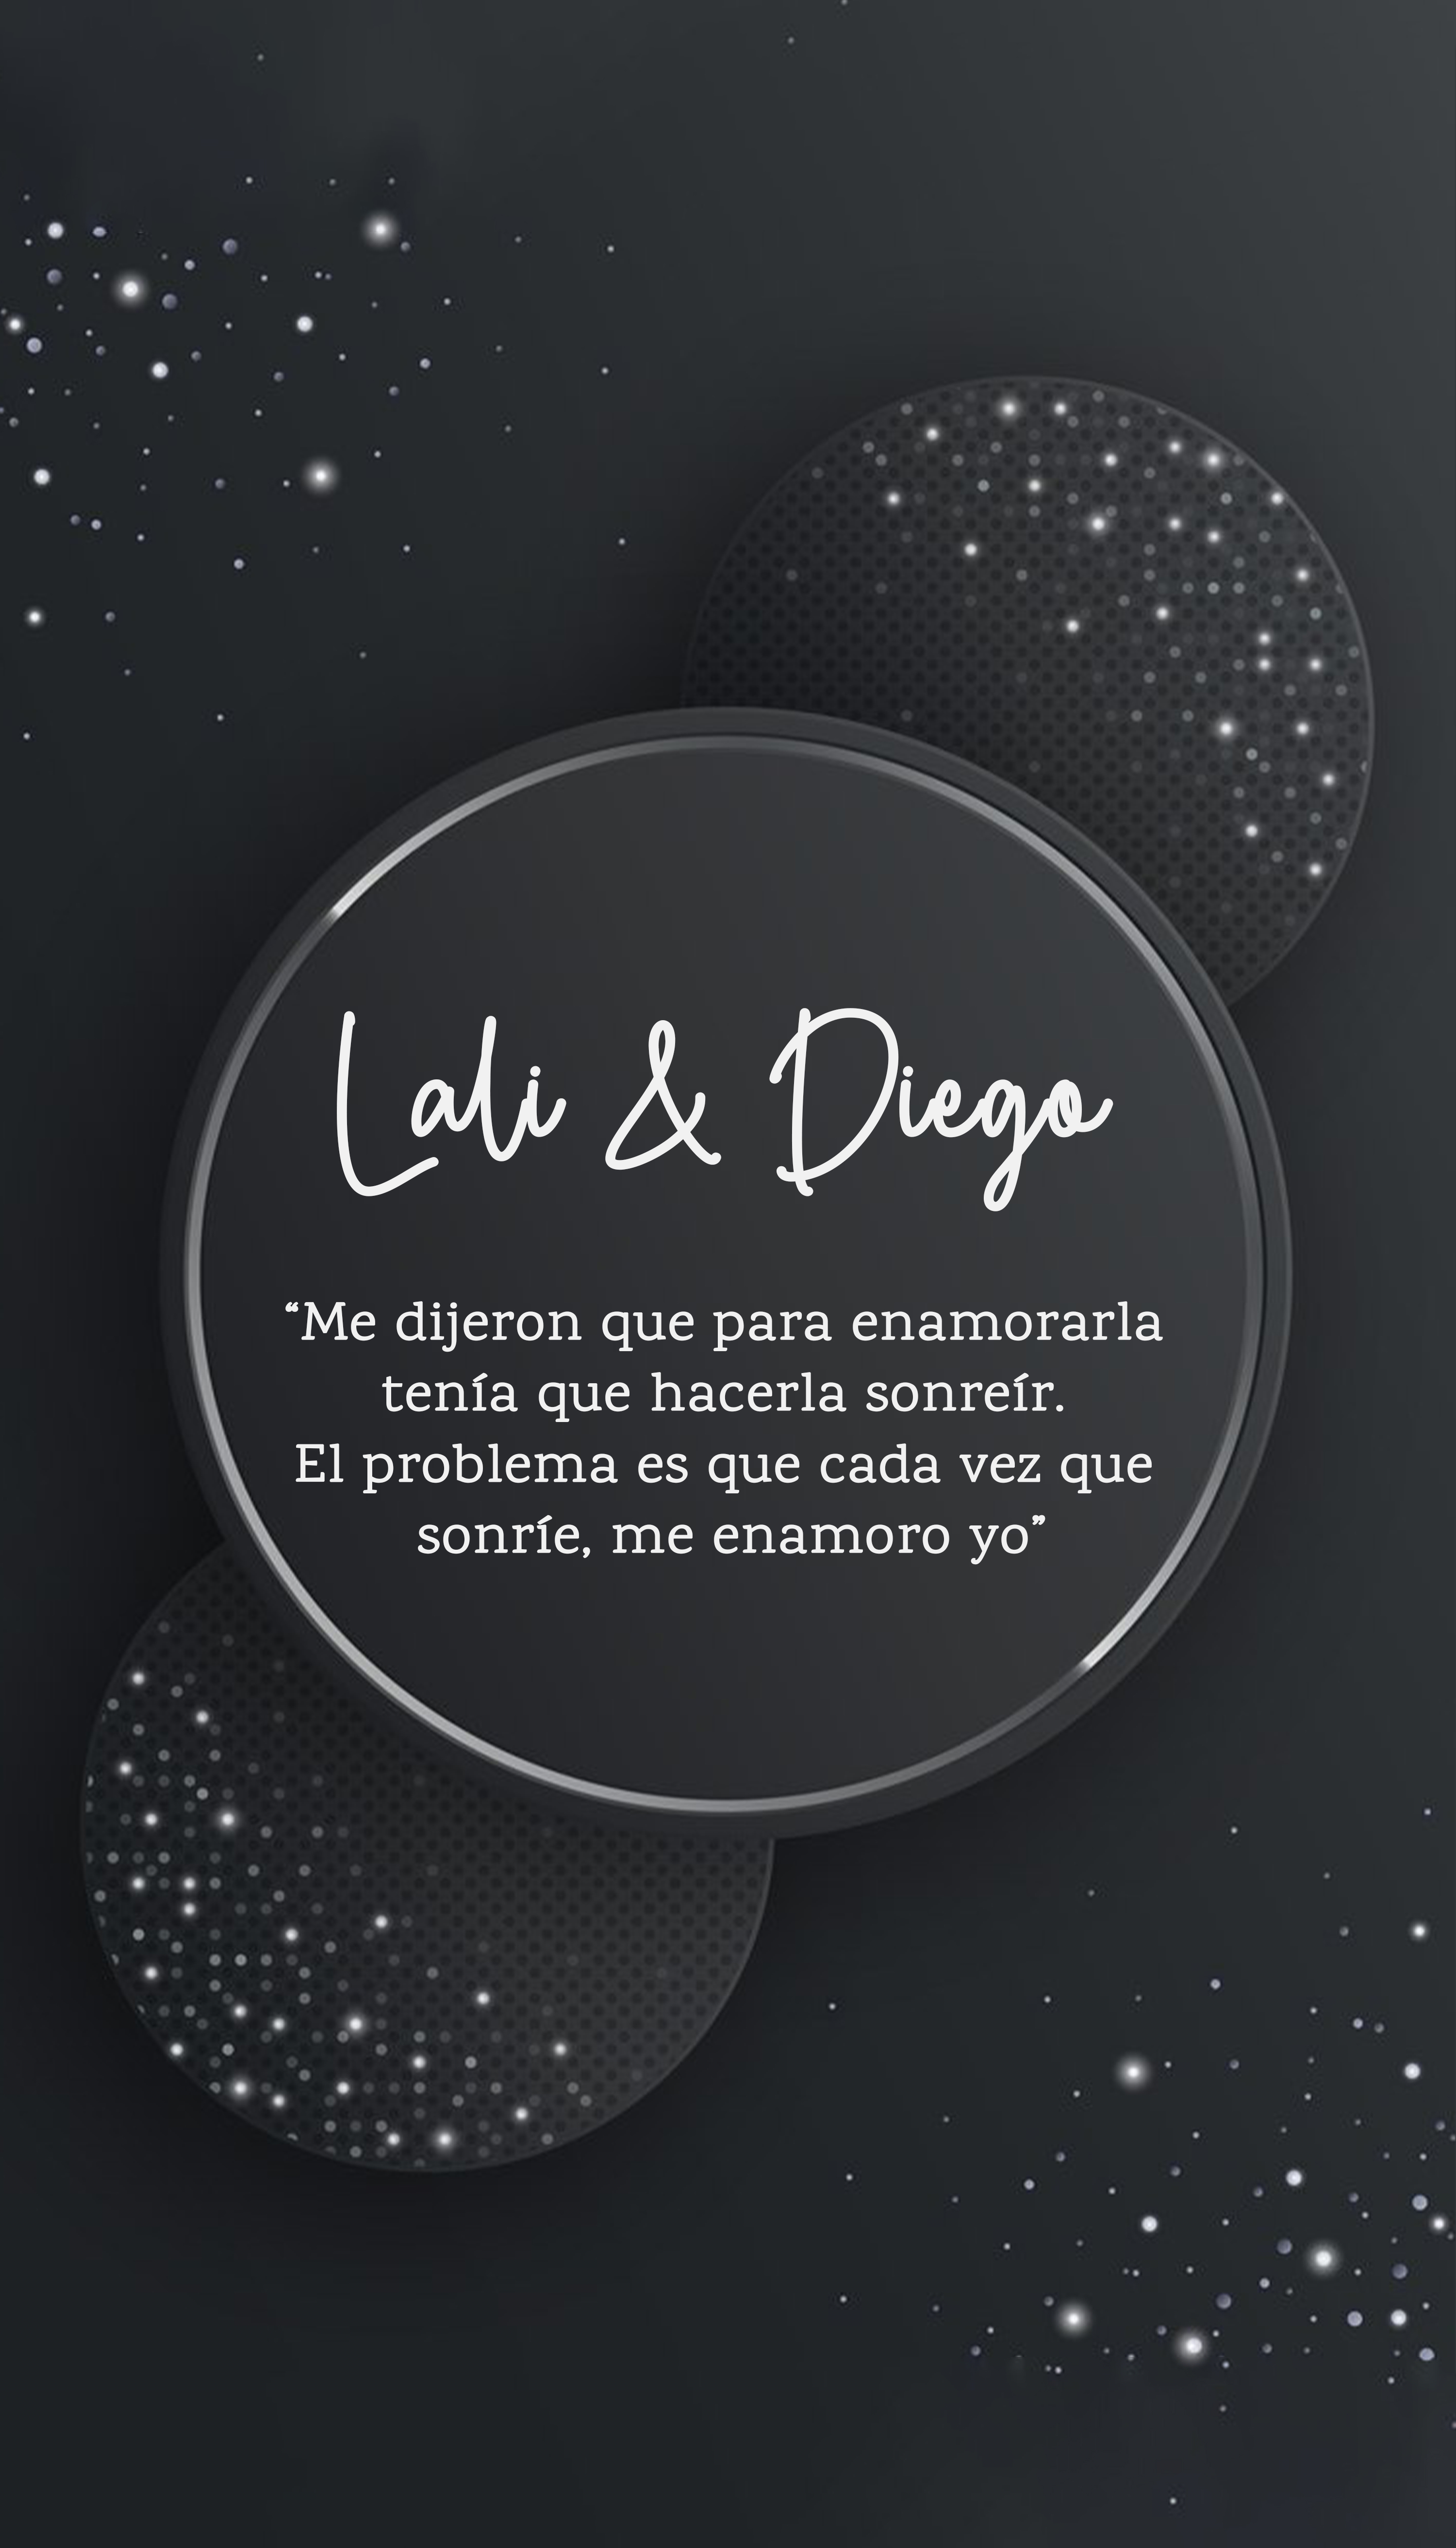 Lali & Diego
“Me dijeron que para enamorarla
tenía que hacerla sonreír.
El problema es que cada vez que
sonríe, me enamoro yo”